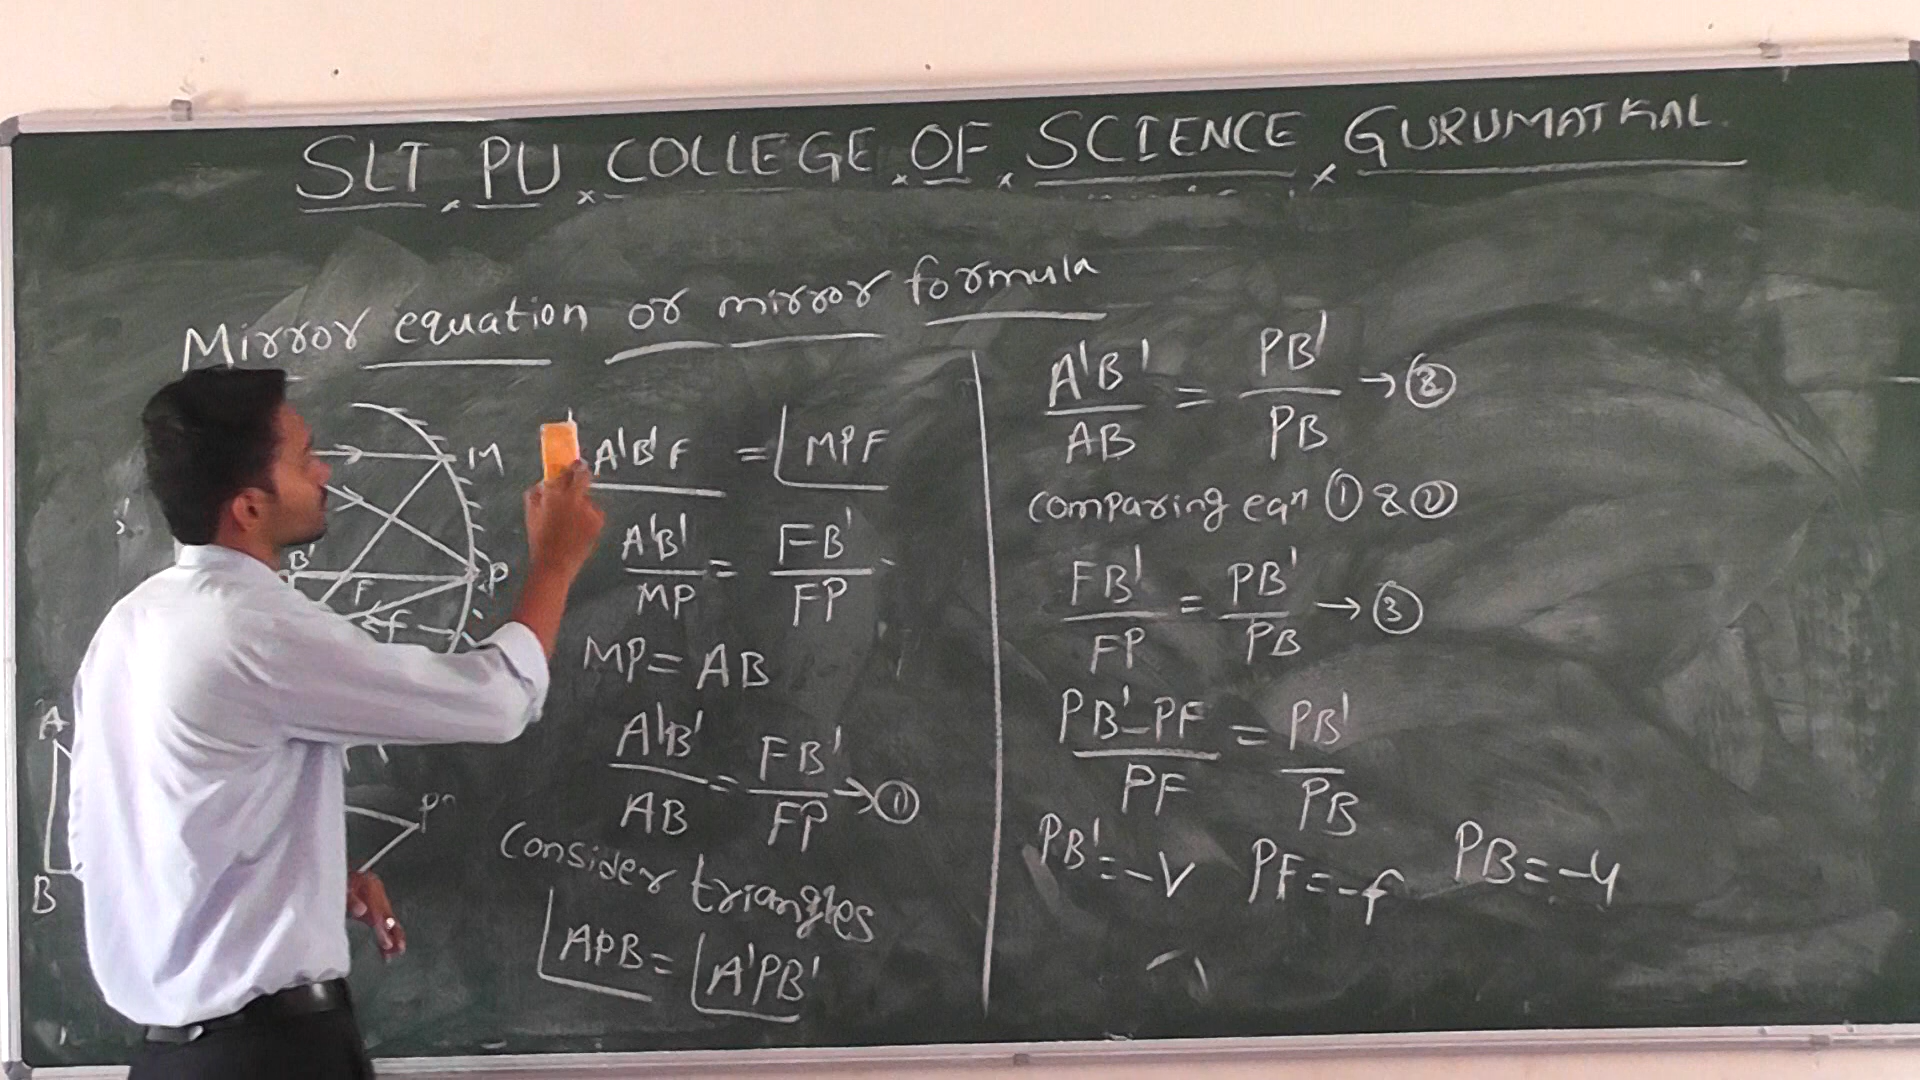 SLT PU COLLEGE OF SCIENCE GURUMATKAL
Mirror equation or mirror formula
M
B'
P
F
f
A
B
P
A'B'F = MPF
A'B'/MP = FB'/FP
MP = AB
A'B'/AB = FB'/FP → ①
Consider triangles
APB = A'PB'
A'B'/AB = PB'/PB → ②
comparing eqn ① & ②
FB'/FP = PB'/PB → ③
PB'-PF/PF = PB'/PB
PB' = -v PF = -f PB = -u